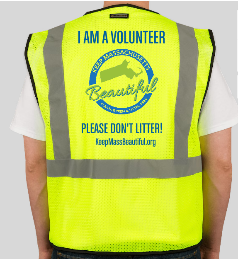 I AM A VOLUNTEER
KEEP MASSACHUSETTS
Beautiful
PLEASE DON'T LITTER!
KeepMassBeautiful.org